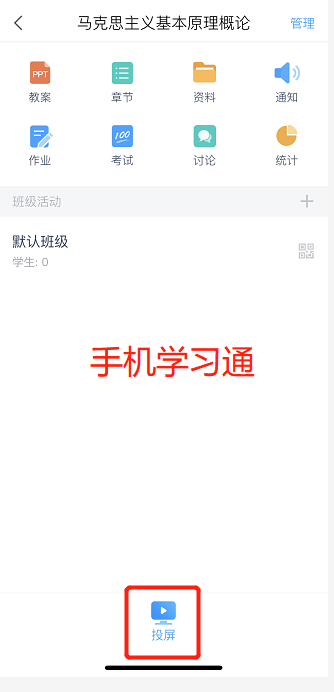 马克思主义基本原理概论 管理
PPT
100
教案 章节 资料 通知
作业 考试 讨论 统计
班级活动
默认班级
学生: 0
手机学习通
投屏